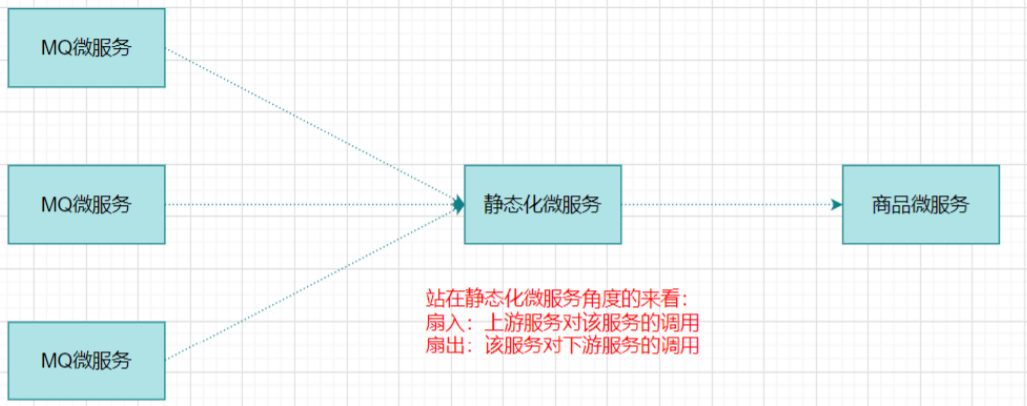 MQ微服务
MQ微服务
静态化微服务
商品微服务
MQ微服务
站在静态化微服务角度的来看：
扇入：上游服务对该服务的调用
扇出：该服务对下游服务的调用